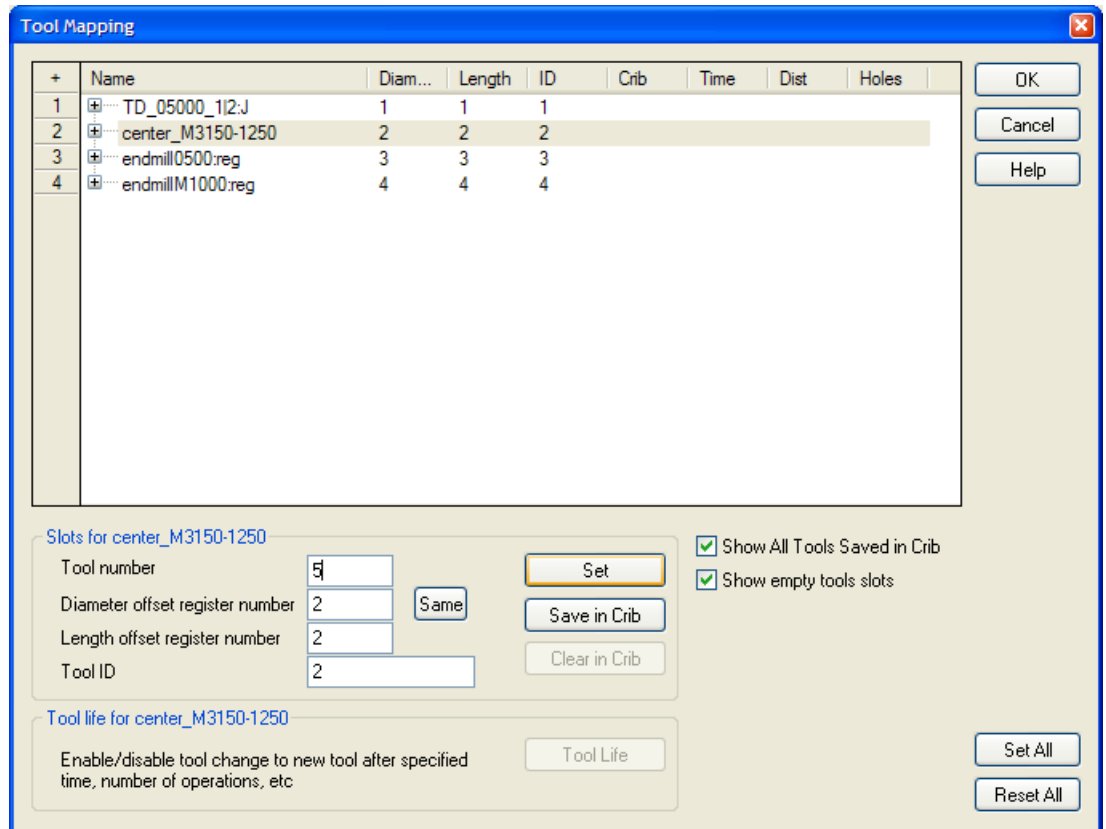 Tool Mapping
+ Name Diam... Length ID Crib Time Dist Holes
1 TD_05000_1|2:J 1 1 1
2 center_M3150-1250 2 2 2
3 endmill0500:reg 3 3 3
4 endmillM1000:reg 4 4 4
OK
Cancel
Help
Slots for center_M3150-1250
Tool number 5
Diameter offset register number 2 Same
Length offset register number 2
Tool ID 2
Set
Save in Crib
Clear in Crib
Show All Tools Saved in Crib
Show empty tools slots
Tool life for center_M3150-1250
Enable/disable tool change to new tool after specified
time, number of operations, etc
Tool Life
Set All
Reset All